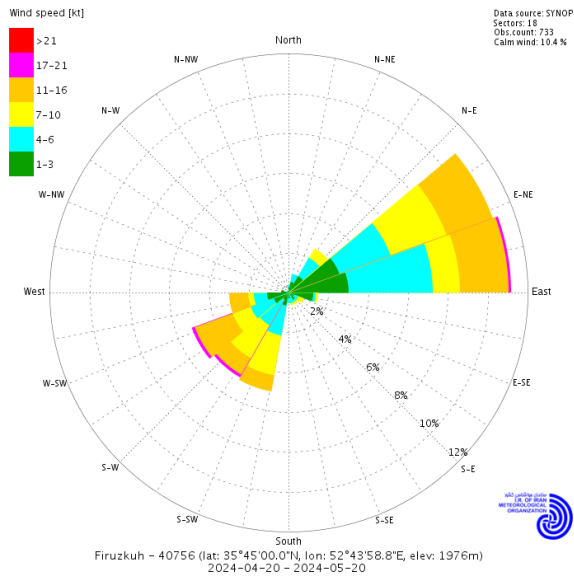 Wind speed [kt]
>21
17-21
11-16
7-10
4-6
1-3
Data source: SYNOP
Sectors: 18
Obs.count: 733
Calm wind: 10.4 %
North
N-NW
N-NE
N-W
N-E
W-NW
E-NE
West
East
2%
4%
6%
8%
10%
12%
W-SW
E-SE
S-W
S-E
S-SW
S-SE
South
سازمان هواشناسی کشور
I.R. OF IRAN
METEOROLOGICAL
ORGANIZATION
Firuzkuh - 40756 (lat: 35°45'00.0"N, lon: 52°43'58.8"E, elev: 1976m)
2024-04-20 - 2024-05-20